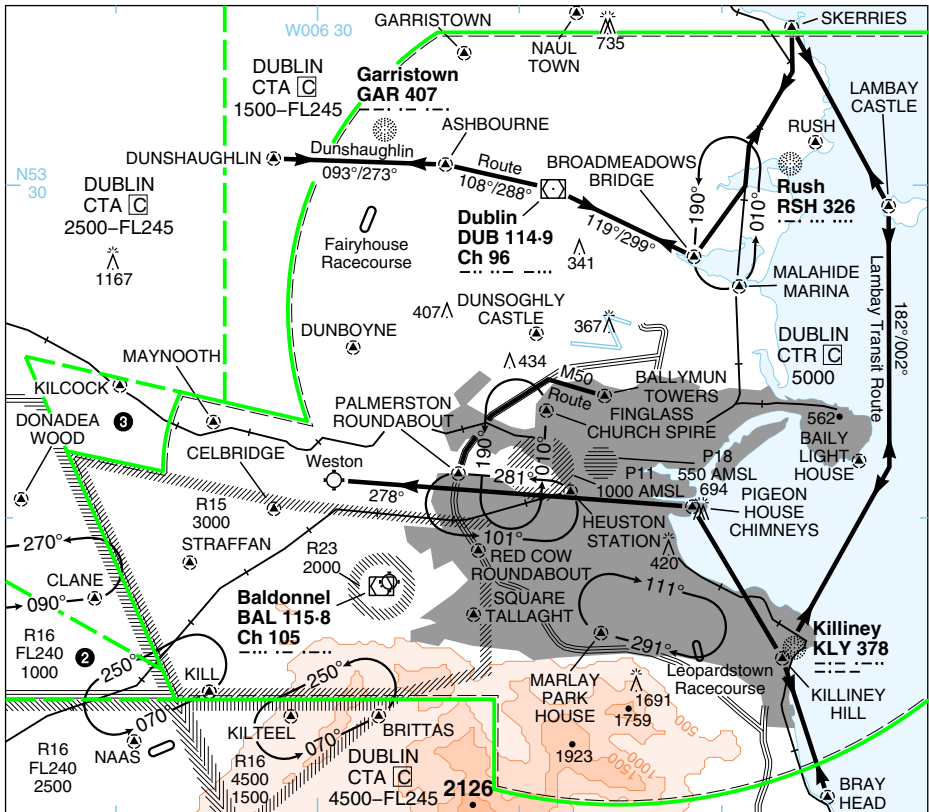 GARRISTOWN
W006 30
SKERRIES
735
NAUL
TOWN
DUBLIN
CTA C
1500–FL245
Garristown
GAR 407
LAMBAY
CASTLE
ASHBOURNE
RUSH
DUNSHAUGHLIN
Dunshaughlin
Route
093°/273°
108°/288°
BROADMEADOWS
BRIDGE
N53
30
DUBLIN
CTA C
2500–FL245
190°
010°
Rush
RSH 326
Dublin
DUB 114·9
Ch 96
119°/299°
Fairyhouse
Racecourse
341
1167
MALAHIDE
MARINA
Lambay Transit Route
182°/002°
407
DUNSOGHLY
CASTLE
367
DUNBOYNE
DUBLIN
CTR C
5000
MAYNOOTH
434
M50
Route
KILCOCK
BALLYMUN
TOWERS
PALMERSTON
ROUNDABOUT
FINGLASS
CHURCH SPIRE
562
DONADEA
WOOD
3
BAILY
LIGHT
HOUSE
CELBRIDGE
190°
010°
Weston
281°
P18
550 AMSL
P11
1000 AMSL
694
278°
PIGEON
HOUSE
CHIMNEYS
R15
3000
HEUSTON
STATION
101°
STRAFFAN
420
270°
R23
2000
RED COW
ROUNDABOUT
CLANE
090°
Baldonnel
BAL 115·8
Ch 105
SQUARE
TALLAGHT
111°
R16
FL240
1000
2
291°
Killiney
KLY 378
250°
KILL
250°
Leopardstown
Racecourse
MARLAY
PARK
HOUSE
1691
1759
KILLINEY
HILL
070°
KILTEEL
070°
BRITTAS
500
NAAS
1923
1000
1500
R16
FL240
2500
R16
4500
1500
DUBLIN
CTA C
4500–FL245
2126
BRAY
HEAD